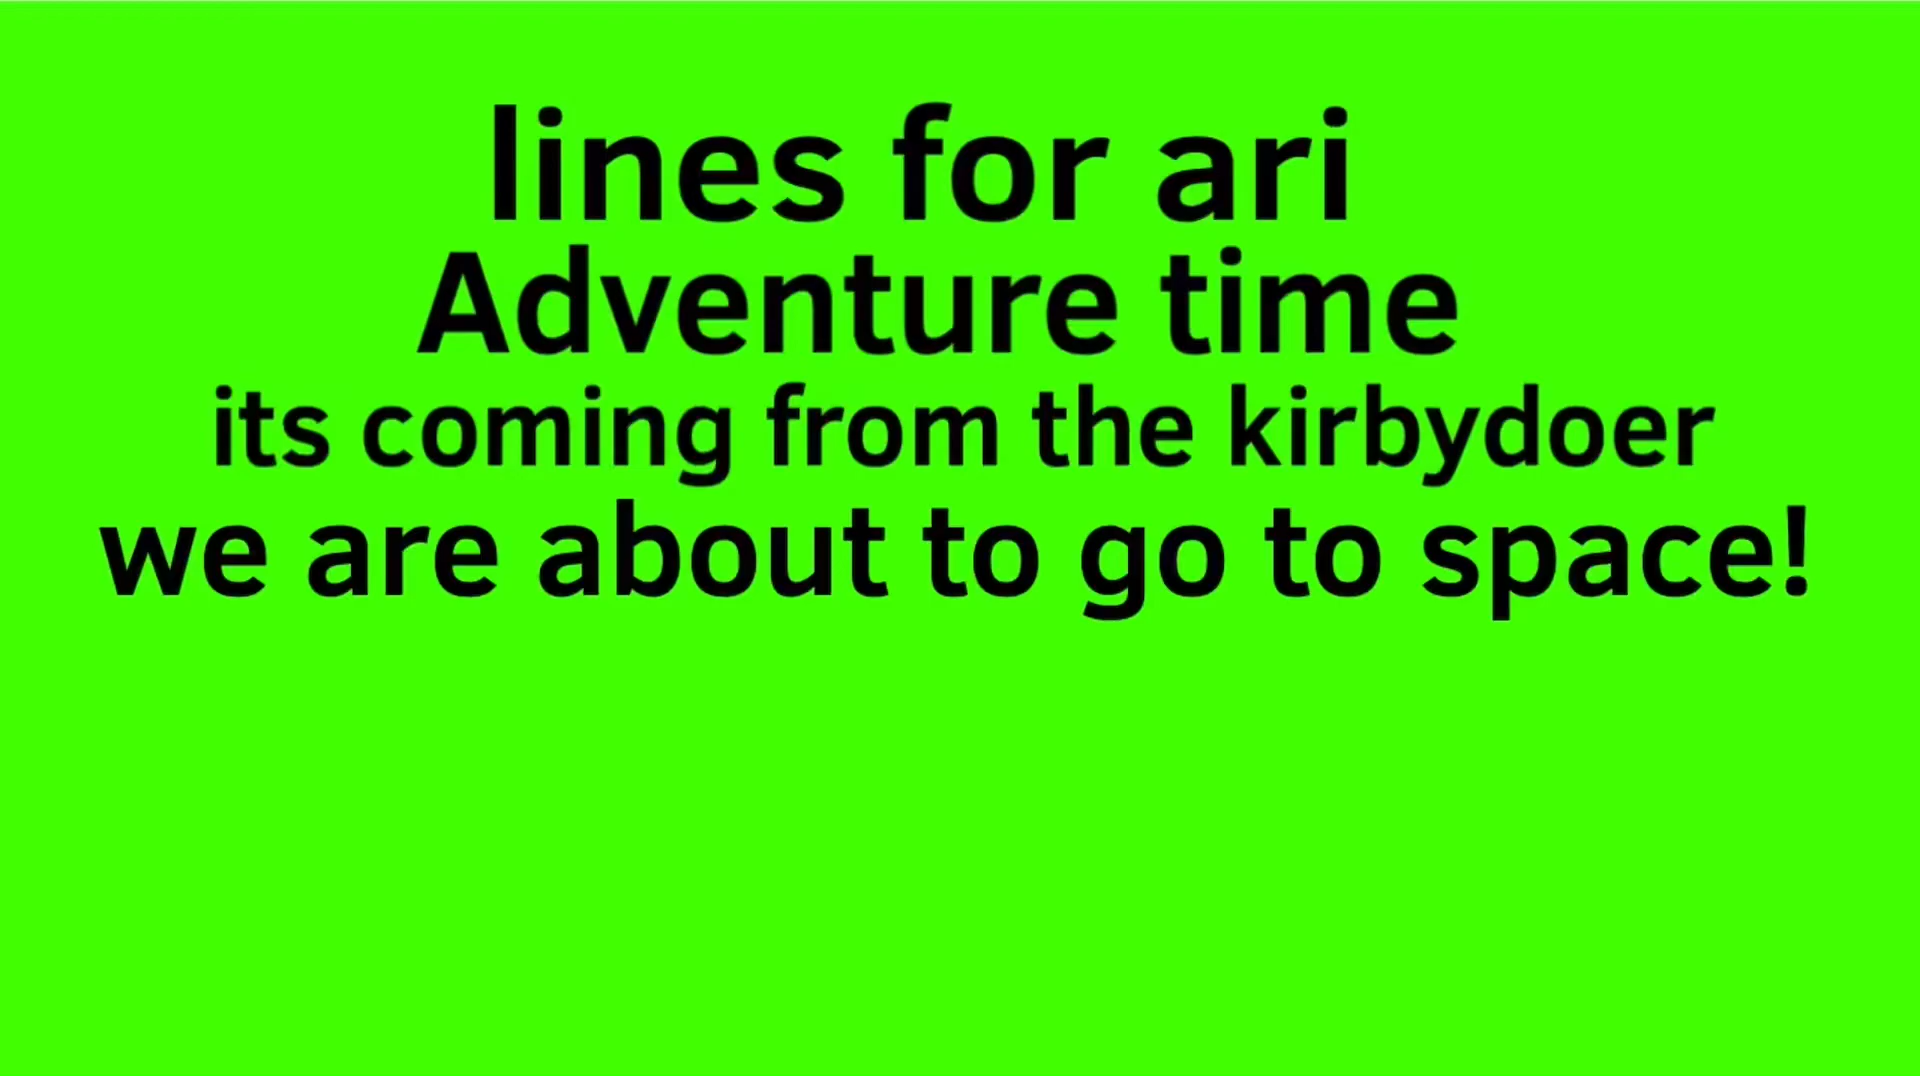 lines for ari
Adventure time
its coming from the kirbydoer
we are about to go to space!